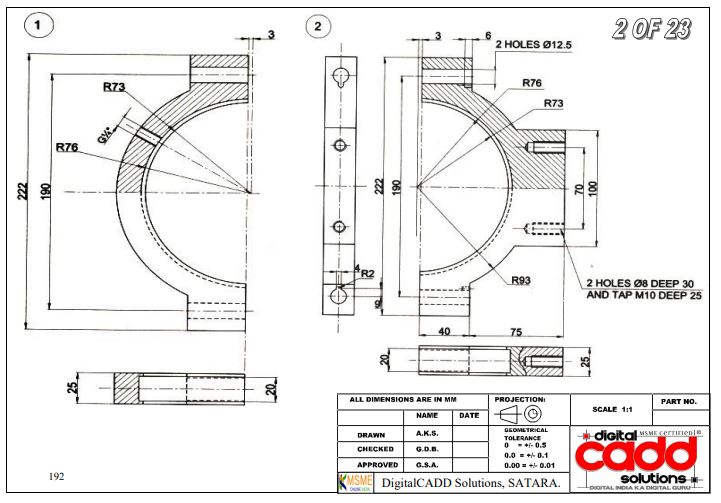 1
3
2
3
6
2 HOLES Ø12.5
2 OF 23
R73
R76
R73
G¼"
R76
222
190
222
190
70
100
4
R2
R93
2 HOLES Ø8 DEEP 30
AND TAP M10 DEEP 25
40
75
25
20
20
25
ALL DIMENSIONS ARE IN MM
PROJECTION:
SCALE 1:1
PART NO.
NAME
DATE
DRAWN
A.K.S.
CHECKED
G.D.B.
APPROVED
G.S.A.
GEOMETRICAL
TOLERANCE
0 = +/- 0.5
0.0 = +/- 0.1
0.00 = +/- 0.01
digital
MSME CERTIFIED
®
cadd
solutions
DIGITAL INDIA KA DIGITAL GURU
192
MSME
DigitalCADD Solutions, SATARA.